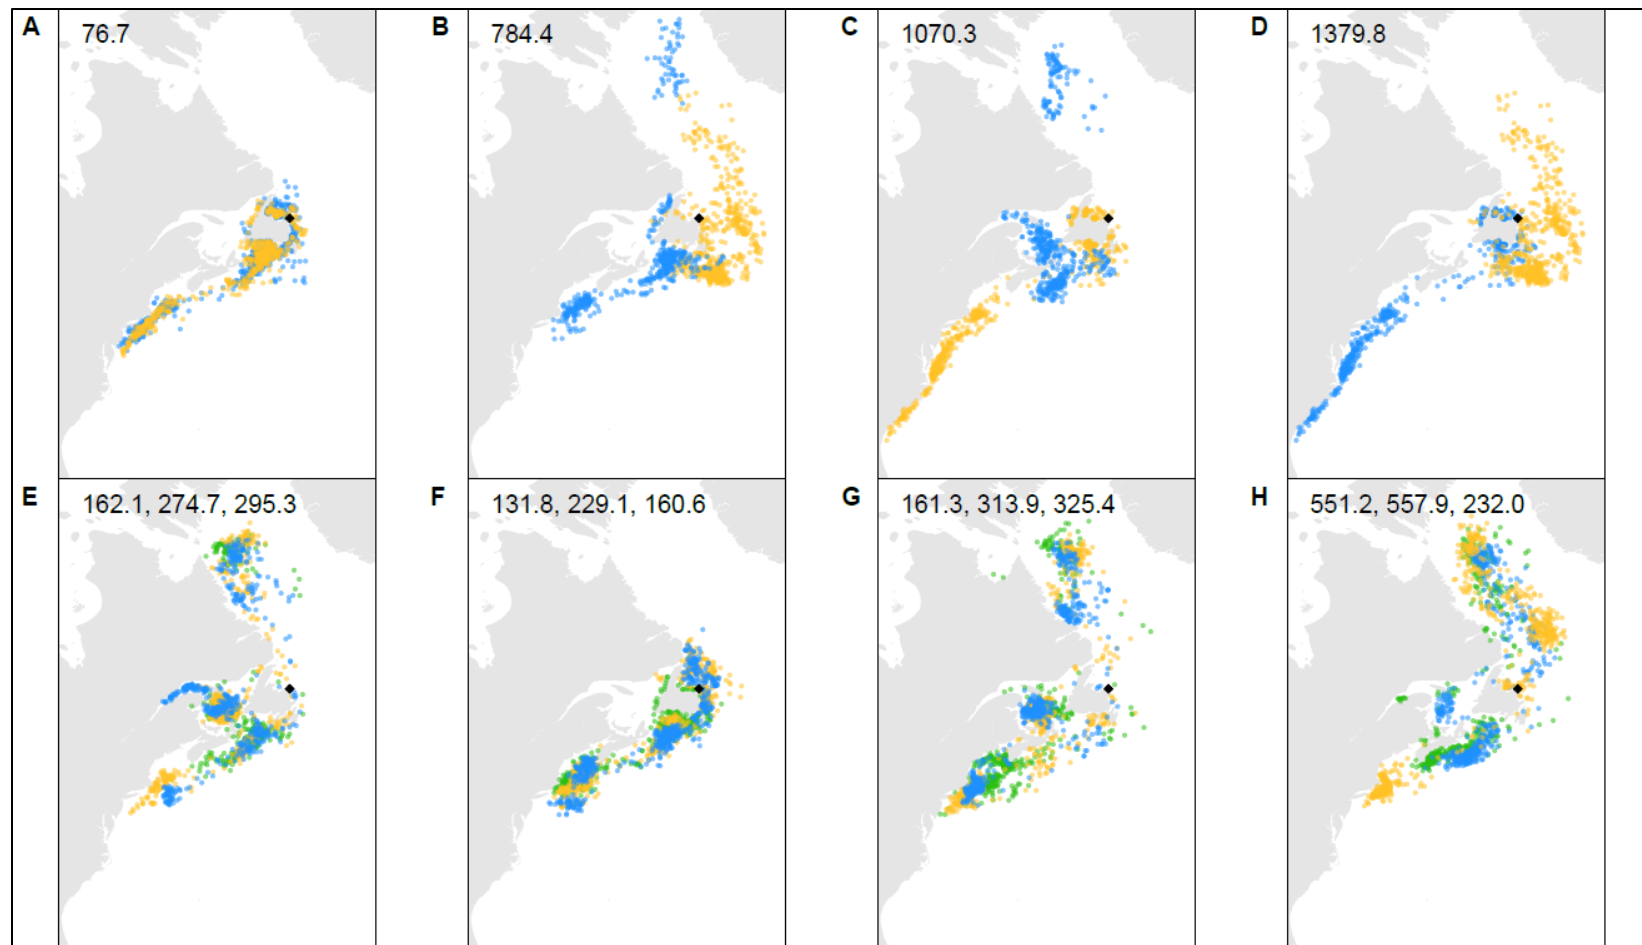 A 76.7
B 784.4
C 1070.3
D 1379.8
E 162.1, 274.7, 295.3
F 131.8, 229.1, 160.6
G 161.3, 313.9, 325.4
H 551.2, 557.9, 232.0